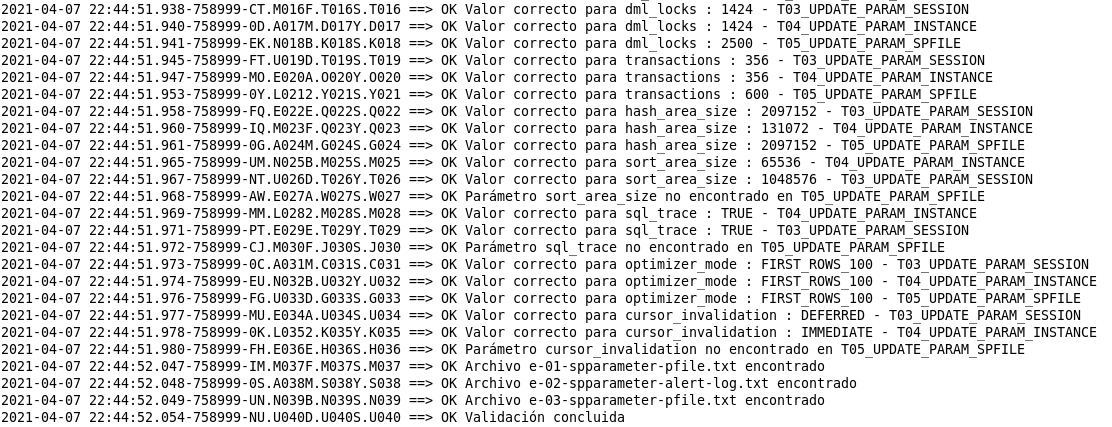 2021-04-07 22:44:51.938-758999-CT.M016F.T016S.T016 ==> OK Valor correcto para dml_locks : 1424 - T03_UPDATE_PARAM_SESSION
2021-04-07 22:44:51.940-758999-0D.A017M.D017Y.D017 ==> OK Valor correcto para dml_locks : 1424 - T04_UPDATE_PARAM_INSTANCE
2021-04-07 22:44:51.941-758999-EK.N018B.K018S.K018 ==> OK Valor correcto para dml_locks : 2500 - T05_UPDATE_PARAM_SPFILE
2021-04-07 22:44:51.945-758999-FT.U019D.T019S.T019 ==> OK Valor correcto para transactions : 356 - T03_UPDATE_PARAM_SESSION
2021-04-07 22:44:51.947-758999-MO.E020A.O020Y.O020 ==> OK Valor correcto para transactions : 356 - T04_UPDATE_PARAM_INSTANCE
2021-04-07 22:44:51.953-758999-0Y.L0212.Y021S.Y021 ==> OK Valor correcto para transactions : 600 - T05_UPDATE_PARAM_SPFILE
2021-04-07 22:44:51.958-758999-FQ.E022E.Q022S.Q022 ==> OK Valor correcto para hash_area_size : 2097152 - T03_UPDATE_PARAM_SESSION
2021-04-07 22:44:51.960-758999-IQ.M023F.Q023Y.Q023 ==> OK Valor correcto para hash_area_size : 131072 - T04_UPDATE_PARAM_INSTANCE
2021-04-07 22:44:51.961-758999-0G.A024M.G024S.G024 ==> OK Valor correcto para hash_area_size : 2097152 - T05_UPDATE_PARAM_SPFILE
2021-04-07 22:44:51.965-758999-UM.N025B.M025S.M025 ==> OK Valor correcto para sort_area_size : 65536 - T04_UPDATE_PARAM_INSTANCE
2021-04-07 22:44:51.967-758999-NT.U026D.T026Y.T026 ==> OK Valor correcto para sort_area_size : 1048576 - T03_UPDATE_PARAM_SESSION
2021-04-07 22:44:51.968-758999-AW.E027A.W027S.W027 ==> OK Parámetro sort_area_size no encontrado en T05_UPDATE_PARAM_SPFILE
2021-04-07 22:44:51.969-758999-MM.L0282.M028S.M028 ==> OK Valor correcto para sql_trace : TRUE - T04_UPDATE_PARAM_INSTANCE
2021-04-07 22:44:51.971-758999-PT.E029E.T029Y.T029 ==> OK Valor correcto para sql_trace : TRUE - T03_UPDATE_PARAM_SESSION
2021-04-07 22:44:51.972-758999-CJ.M030F.J030S.J030 ==> OK Parámetro sql_trace no encontrado en T05_UPDATE_PARAM_SPFILE
2021-04-07 22:44:51.973-758999-0C.A031M.C031S.C031 ==> OK Valor correcto para optimizer_mode : FIRST_ROWS_100 - T03_UPDATE_PARAM_SESSION
2021-04-07 22:44:51.974-758999-EU.N032B.U032Y.U032 ==> OK Valor correcto para optimizer_mode : FIRST_ROWS_100 - T04_UPDATE_PARAM_INSTANCE
2021-04-07 22:44:51.976-758999-FG.U033D.G033S.G033 ==> OK Valor correcto para optimizer_mode : FIRST_ROWS_100 - T05_UPDATE_PARAM_SPFILE
2021-04-07 22:44:51.977-758999-MU.E034A.U034S.U034 ==> OK Valor correcto para cursor_invalidation : DEFERRED - T03_UPDATE_PARAM_SESSION
2021-04-07 22:44:51.978-758999-0K.L0352.K035Y.K035 ==> OK Valor correcto para cursor_invalidation : IMMEDIATE - T04_UPDATE_PARAM_INSTANCE
2021-04-07 22:44:51.980-758999-FH.E036E.H036S.H036 ==> OK Parámetro cursor_invalidation no encontrado en T05_UPDATE_PARAM_SPFILE
2021-04-07 22:44:52.047-758999-IM.M037F.M037S.M037 ==> OK Archivo e-01-spparameter-pfile.txt encontrado
2021-04-07 22:44:52.048-758999-0S.A038M.S038Y.S038 ==> OK Archivo e-02-spparameter-alert-log.txt encontrado
2021-04-07 22:44:52.049-758999-UN.N039B.N039S.N039 ==> OK Archivo e-03-spparameter-pfile.txt encontrado
2021-04-07 22:44:52.054-758999-NU.U040D.U040S.U040 ==> OK Validación concluida